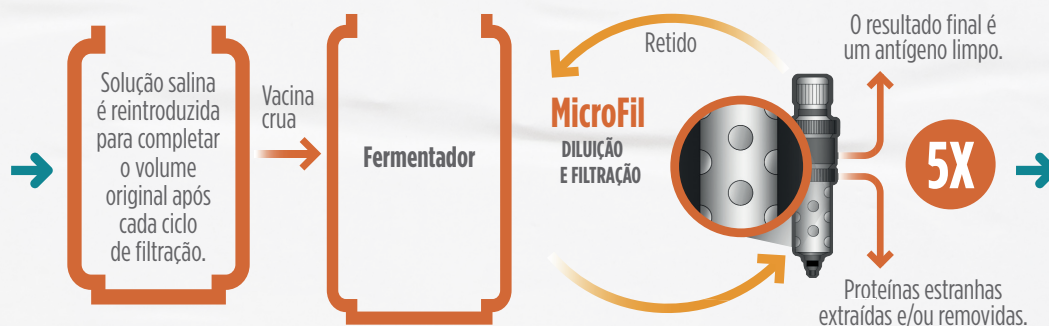 Solução salina
é reintroduzida
para completar
o volume
original após
cada ciclo
de filtração.
Vacina
crua
Fermentador
Retido
MicroFil
DILUIÇÃO
E FILTRAÇÃO
O resultado final é
um antígeno limpo.
5X
Proteínas estranhas
extraídas e/ou removidas.